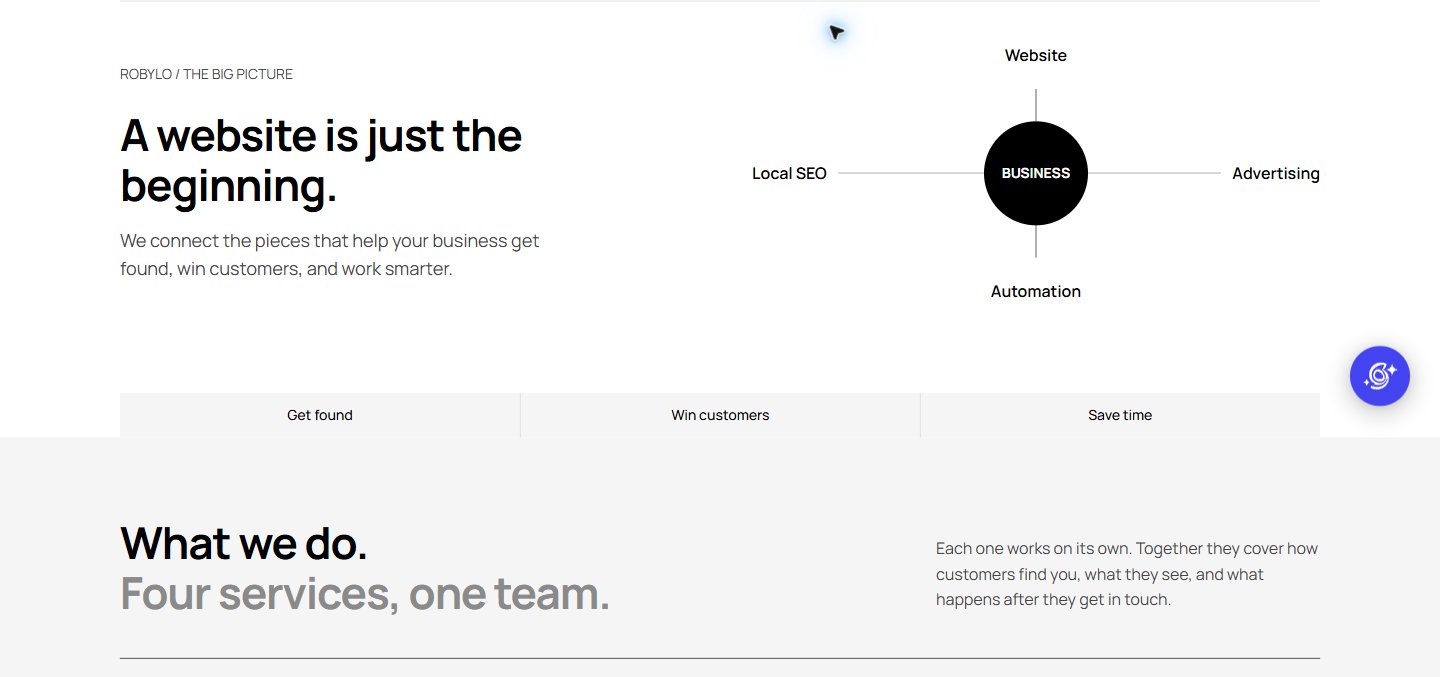 ROBYLO / THE BIG PICTURE
A website is just the
beginning.
We connect the pieces that help your business get
found, win customers, and work smarter.
Website
Local SEO
BUSINESS
Advertising
Automation
Get found
Win customers
Save time
What we do.
Four services, one team.
Each one works on its own. Together they cover how
customers find you, what they see, and what
happens after they get in touch.